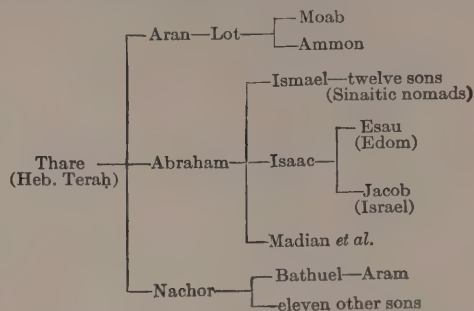 Moab
Aran—Lot
Ammon
Ismael—twelve sons
(Sinaitic nomads)
Esau
(Edom)
Thare
(Heb. Teraḥ)
Abraham
Isaac
Jacob
(Israel)
Madian et al.
Bathuel—Aram
Nachor
eleven other sons